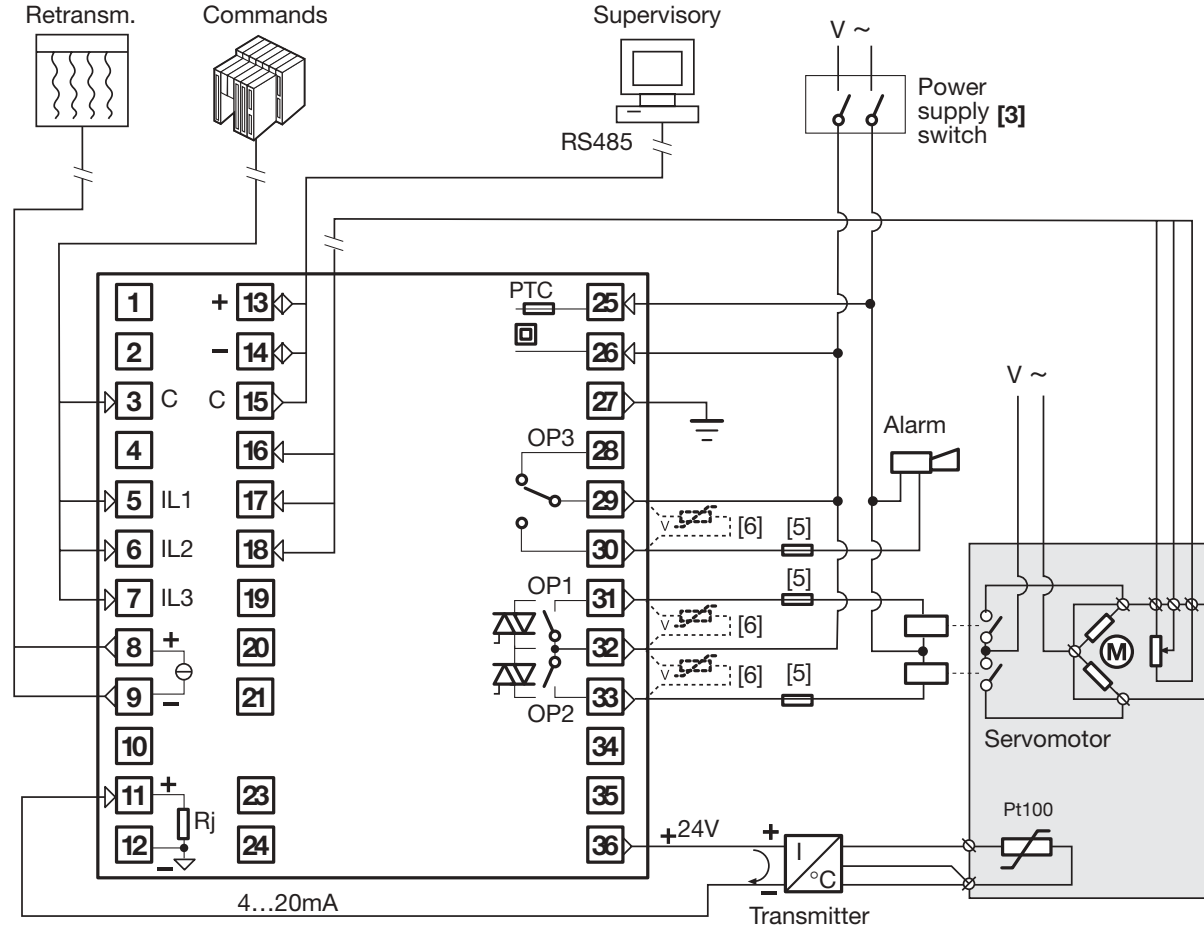 Retransm.
Commands
Supervisory
V ~
Power
supply [3]
switch
RS485
1
+ 13
PTC
25
2
– 14
26
3 C
C 15
27
V ~
4
16
OP3
28
Alarm
5 IL1
17
29
[6]
[5]
6 IL2
18
30
7 IL3
19
OP1
31
[5]
V
[6]
8 +
20
32
M
V
[6]
[5]
9 –
21
33
OP2
Servomotor
10
34
11 +
23
35
Pt100
Rj
12 –
24
36
+24V
+
I
°C
–
4...20mA
Transmitter
V